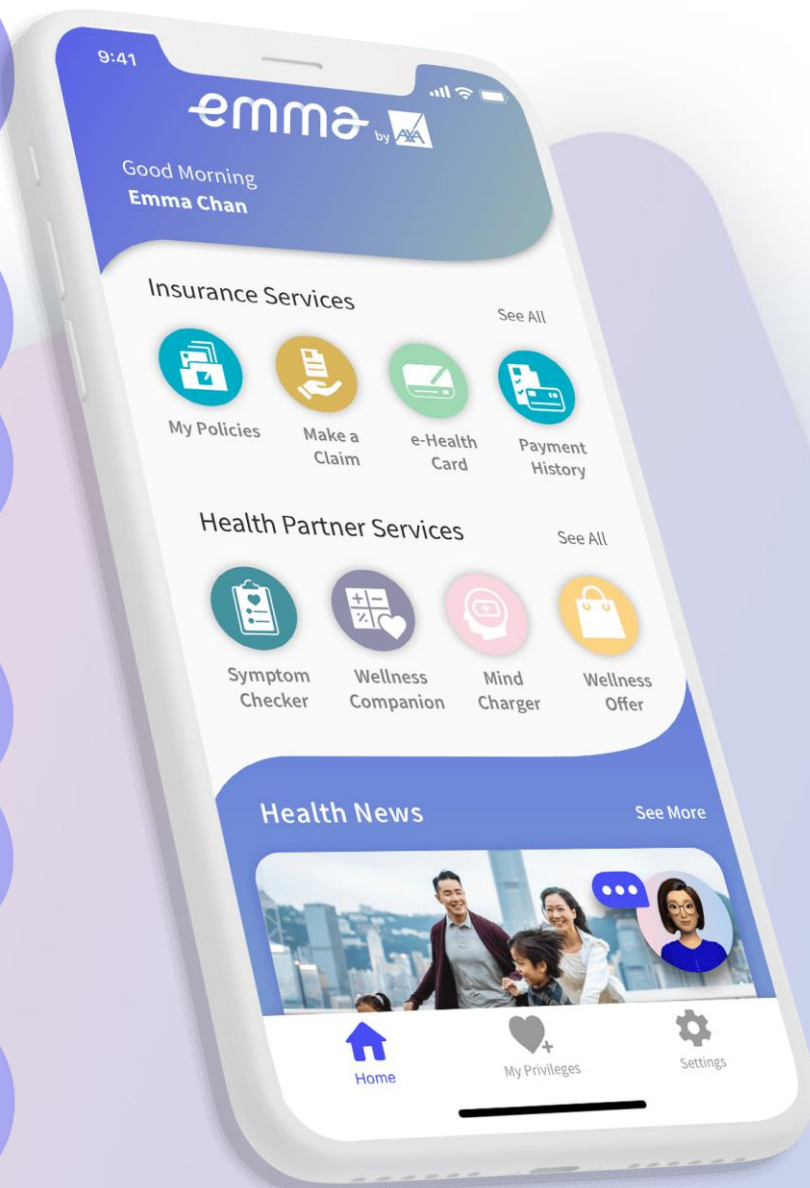 9:41
emma by AXA
Good Morning
Emma Chan
Insurance Services
See All
My Policies
Make a
Claim
e-Health
Card
Payment
History
Health Partner Services
See All
Symptom
Checker
Wellness
Companion
Mind
Charger
Wellness
Offer
Health News
See More
Home
My Privileges
Settings